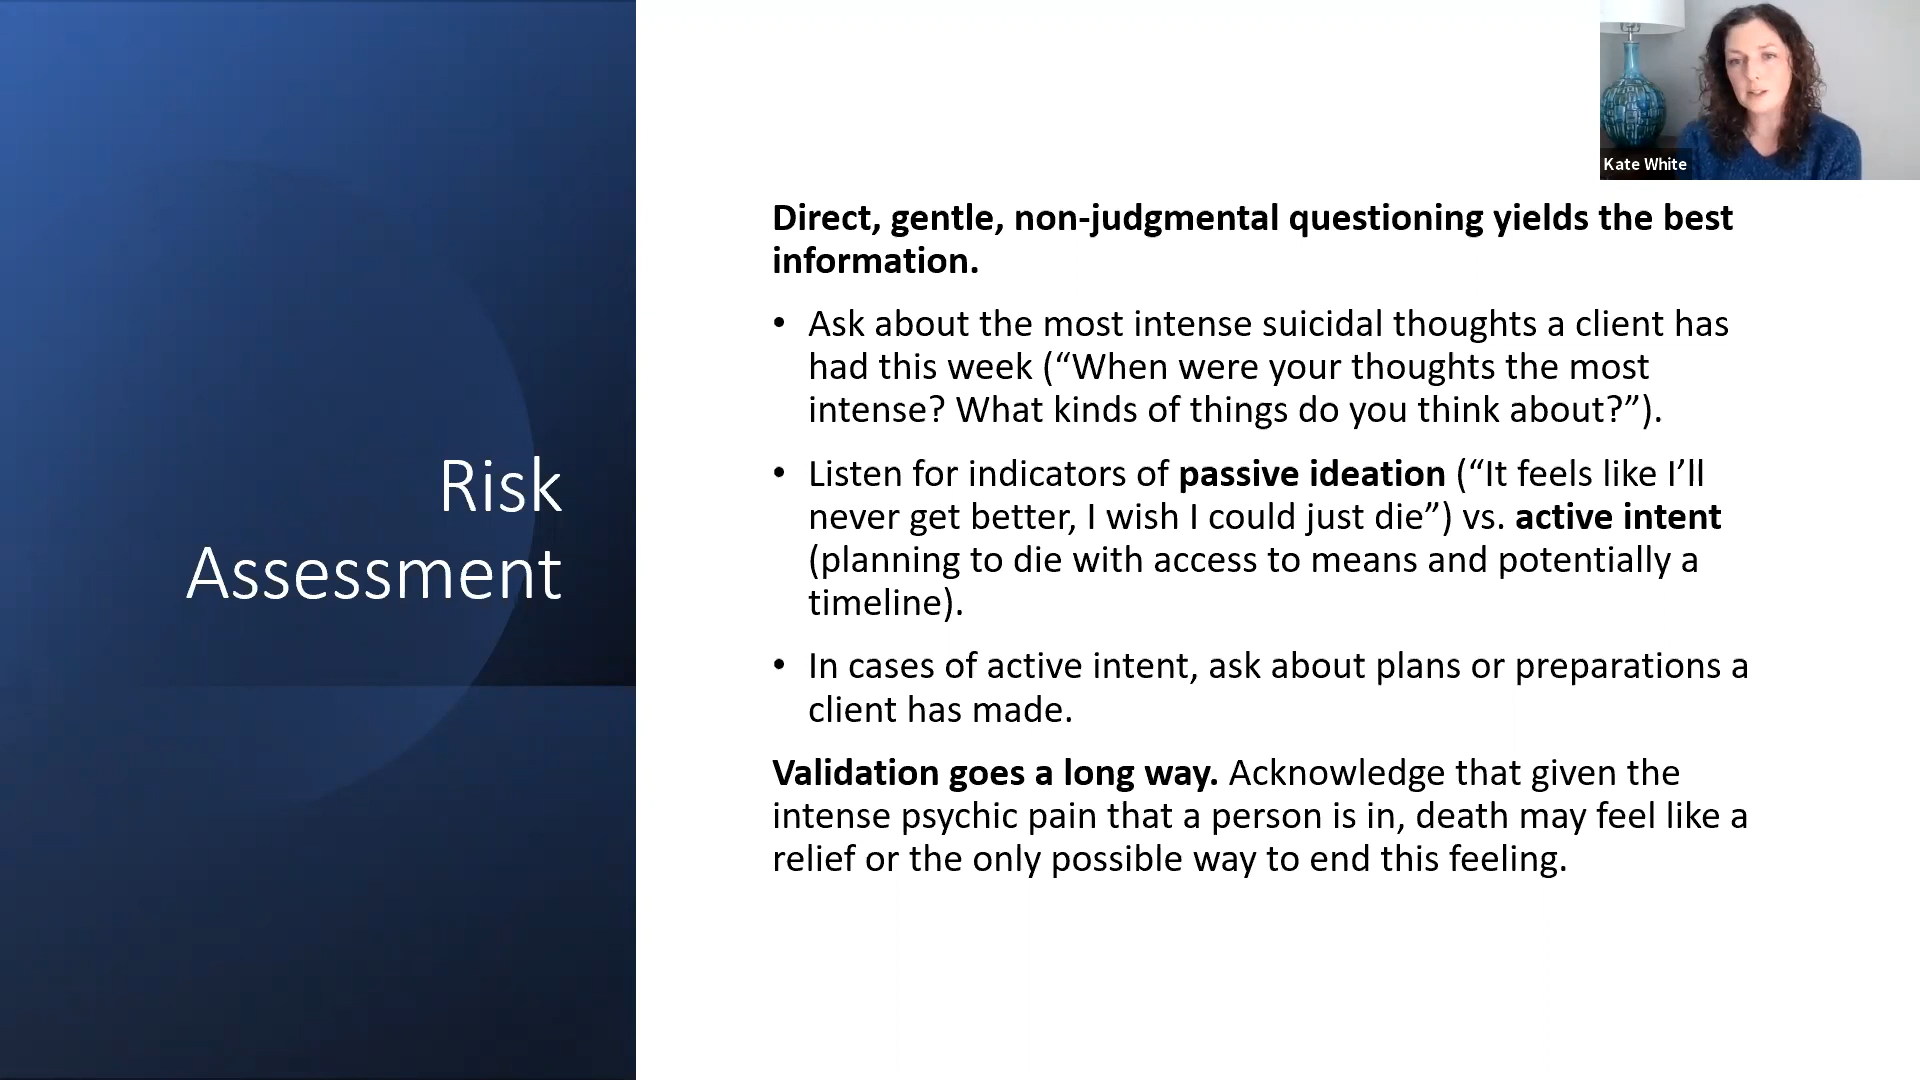 Kate White
Risk
Assessment
Direct, gentle, non-judgmental questioning yields the best
information.
• Ask about the most intense suicidal thoughts a client has
had this week (“When were your thoughts the most
intense? What kinds of things do you think about?”).
• Listen for indicators of passive ideation (“It feels like I’ll
never get better, I wish I could just die”) vs. active intent
(planning to die with access to means and potentially a
timeline).
• In cases of active intent, ask about plans or preparations a
client has made.
Validation goes a long way. Acknowledge that given the
intense psychic pain that a person is in, death may feel like a
relief or the only possible way to end this feeling.